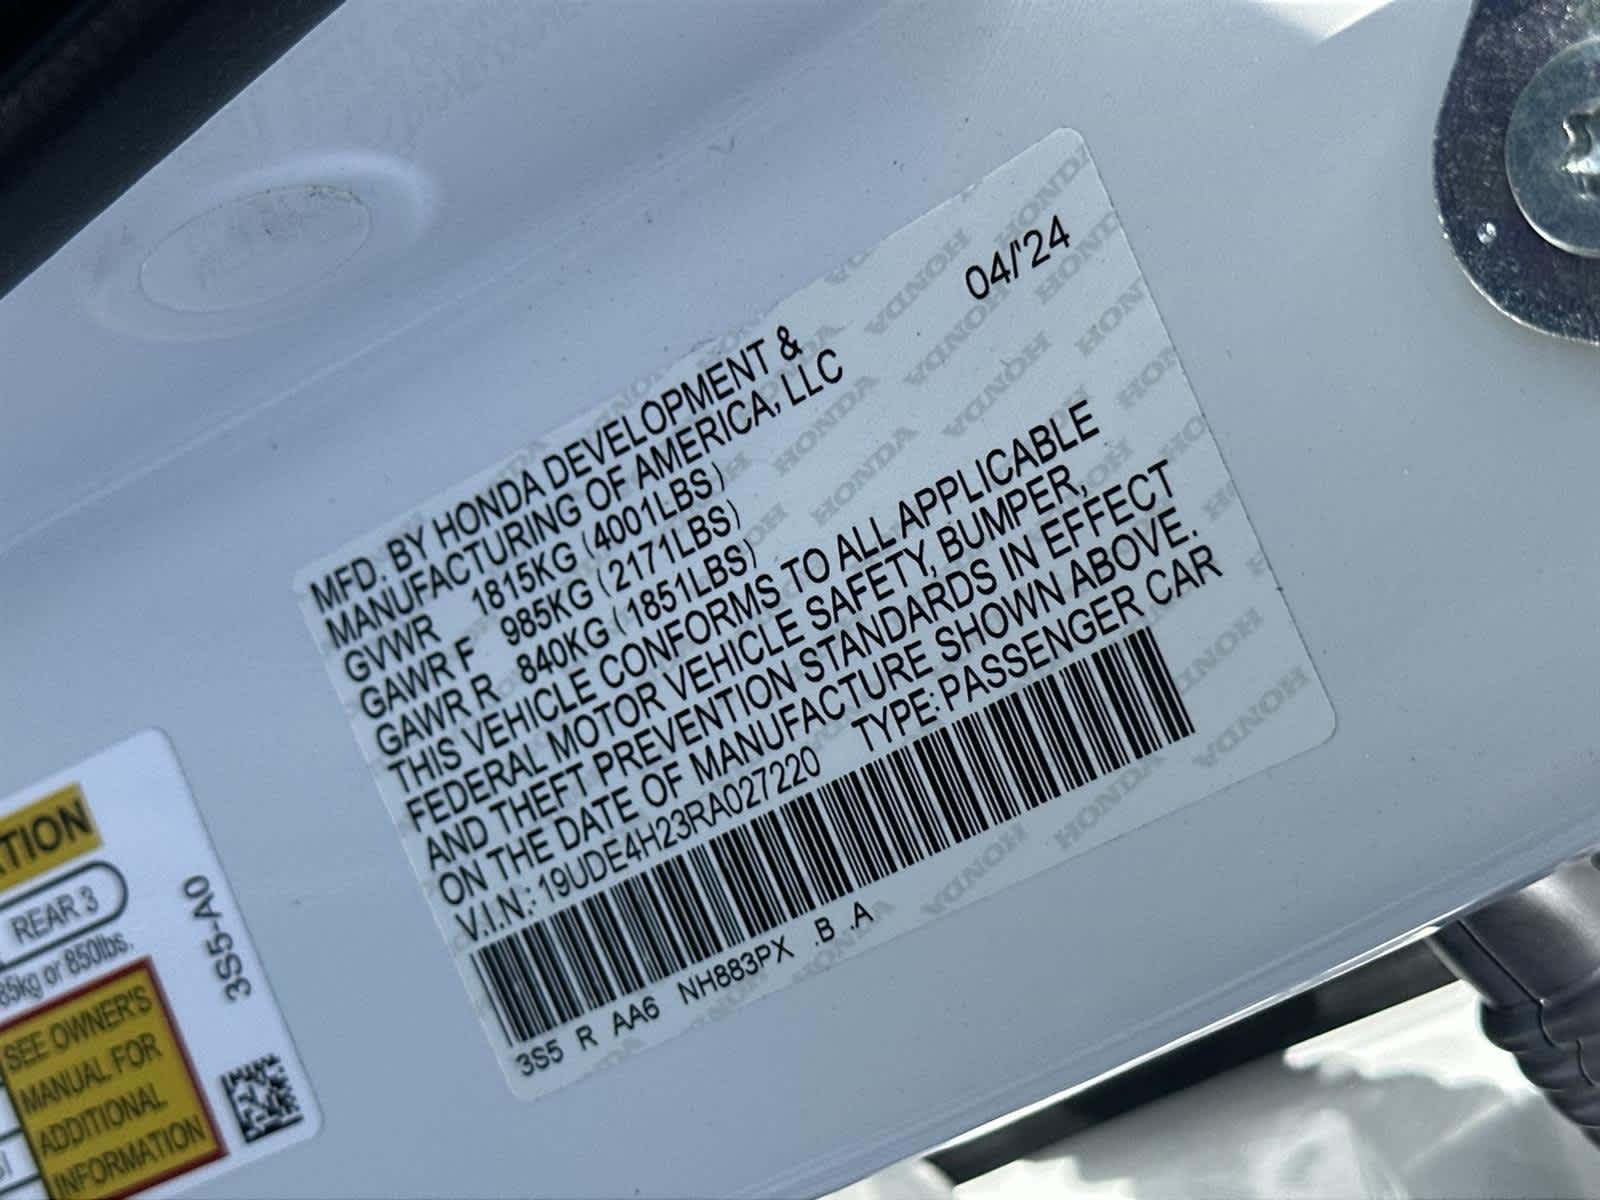 04/'24
MFD. BY HONDA DEVELOPMENT &
MANUFACTURING OF AMERICA, LLC
GVWR 1815KG (4001LBS)
GAWR F 985KG (2171LBS)
GAWR R 840KG (1851LBS)
THIS VEHICLE CONFORMS TO ALL APPLICABLE
FEDERAL MOTOR VEHICLE SAFETY, BUMPER,
AND THEFT PREVENTION STANDARDS IN EFFECT
ON THE DATE OF MANUFACTURE SHOWN ABOVE.
V.I.N.: 19UDE4H23RA027220 TYPE: PASSENGER CAR
3S5 R AA6 NH883PX .B .A
REAR 3
or 850lbs.
SEE OWNER'S
MANUAL FOR
ADDITIONAL
INFORMATION
3S5-A0
HONDA